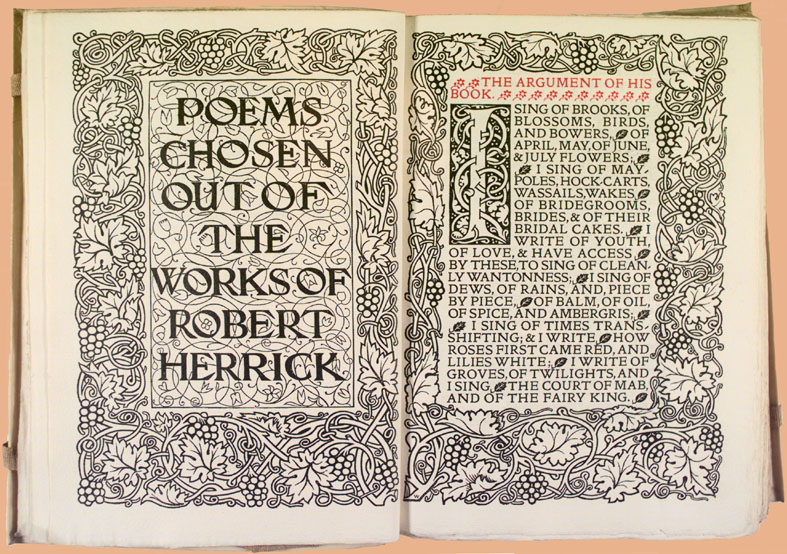 POEMS
CHOSEN
OUT OF
THE
WORKS OF
ROBERT
HERRICK
THE ARGUMENT OF HIS
BOOK.
I SING OF BROOKS, OF
BLOSSOMS, BIRDS
AND BOWERS, OF
APRIL, MAY, OF JUNE,
& JULY FLOWERS;
I SING OF MAY-
POLES, HOCK-CARTS,
WASSAILS, WAKES,
OF BRIDEGROOMS
BRIDES, & OF THEIR
BRIDAL CAKES. I
WRITE OF YOUTH,
OF LOVE, & HAVE ACCESS
BY THESE, TO SING OF CLEAN-
LY WANTONNESS; I SING OF
DEWS, OF RAINS, AND, PIECE
BY PIECE, OF BALM, OF OIL,
OF SPICE, AND AMBERGRIS;
I SING OF TIMES TRANS-
SHIFTING; & I WRITE HOW
ROSES FIRST CAME RED, AND
LILIES WHITE; I WRITE OF
GROVES, OF TWILIGHTS, AND
I SING THE COURT OF MAB,
AND OF THE FAIRY KING.